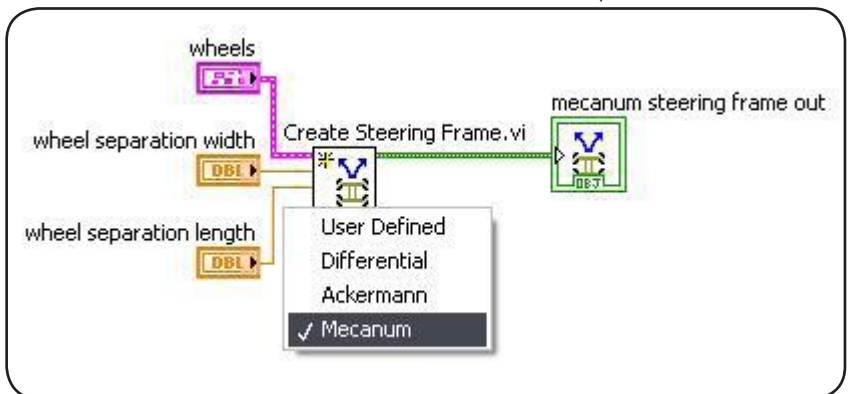 wheels
mecanum steering frame out
Create Steering Frame.vi
wheel separation width
DBL
OBJ
wheel separation length
DBL
User Defined
Differential
Ackermann
✓ Mecanum